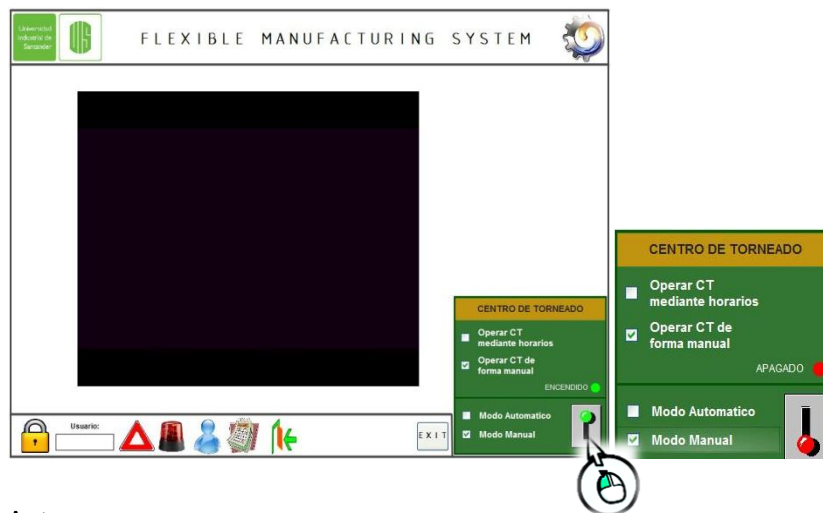 Universidad
Industrial de
Santander
FLEXIBLE MANUFACTURING SYSTEM
CENTRO DE TORNEADO
Operar CT
mediante horarios
Operar CT de
forma manual
ENCENDIDO
Modo Automatico
Modo Manual
Usuario:
EXIT
CENTRO DE TORNEADO
Operar CT
mediante horarios
Operar CT de
forma manual
APAGADO
Modo Automatico
Modo Manual